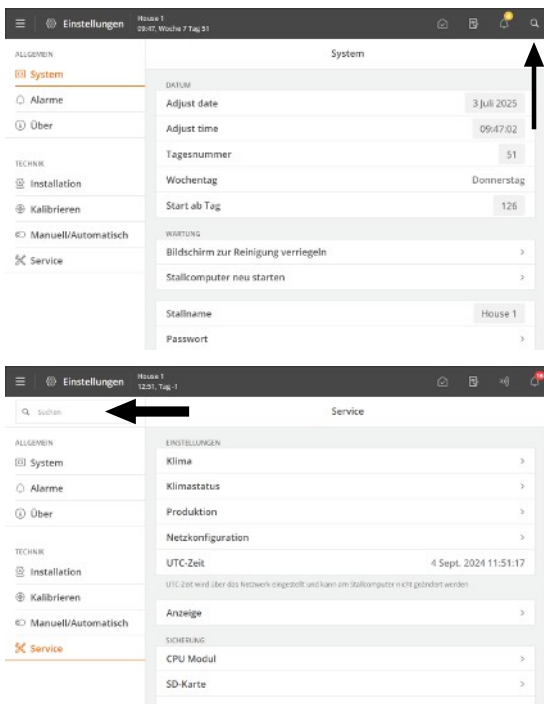 Einstellungen
House 1
09:47, Woche 7 Tag 51
ALLGEMEIN
System
Alarme
Über
TECHNIK
Installation
Kalibrieren
Manuell/Automatisch
Service
System
DATUM
Adjust date 3 Juli 2025
Adjust time 09:47:02
Tagesnummer 51
Wochentag Donnerstag
Start ab Tag 126
WARTUNG
Bildschirm zur Reinigung verriegeln
Stallcomputer neu starten
Stallname House 1
Passwort
Einstellungen
House 1
12:51, Tag -1
Suchen
ALLGEMEIN
System
Alarme
Über
TECHNIK
Installation
Kalibrieren
Manuell/Automatisch
Service
Service
EINSTELLUNGEN
Klima
Klimastatus
Produktion
Netzkonfiguration
UTC-Zeit 4 Sept. 2024 11:51:17
UTC-Zeit wird über das Netzwerk eingestellt und kann am Stallcomputer nicht geändert werden
Anzeige
SICHERUNG
CPU Modul
SD-Karte